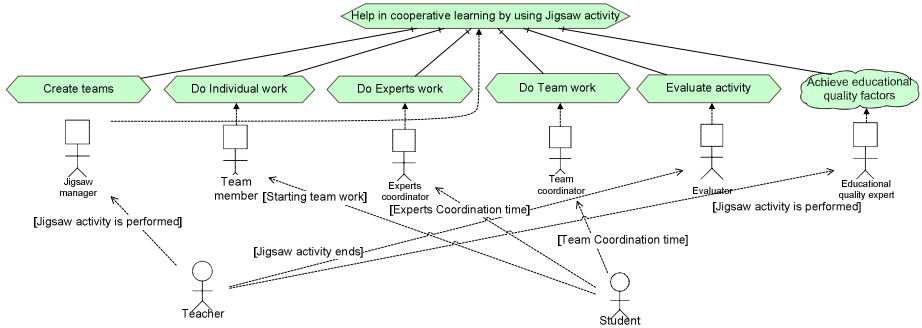 Help in cooperative learning by using Jigsaw activity
Create teams
Do Individual work
Do Experts work
Do Team work
Evaluate activity
Achieve educational
quality factors
Jigsaw
manager
Team
member
Experts
coordinator
Team
coordinator
Evaluator
Educational
quality expert
[Starting team work]
[Experts Coordination time]
[Jigsaw activity is performed]
[Jigsaw activity is performed]
[Jigsaw activity ends]
[Team Coordination time]
Teacher
Student